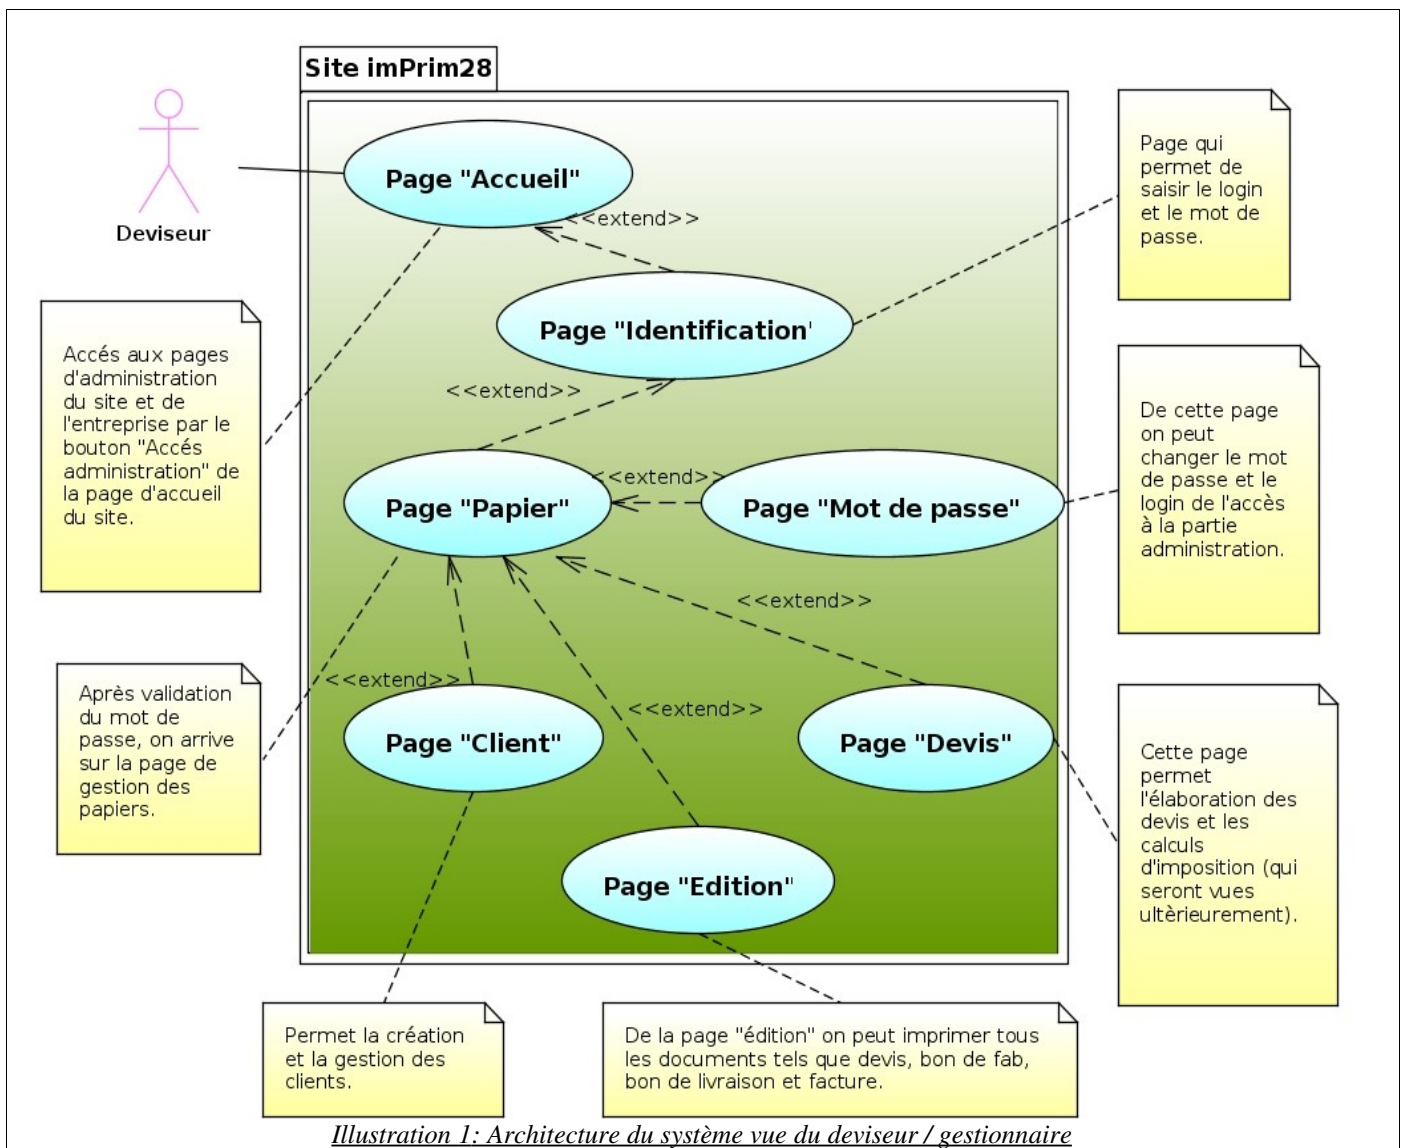 Site imPrim28
Deviseur
Page "Accueil"
<<extend>>
Page qui
permet de
saisir le login
et le mot de
passe.
Page "Identification'
Accés aux pages
d'administration
du site et de
l'entreprise par le
bouton "Accés
administration" de
la page d'accueil
du site.
<<extend>>
De cette page
on peut
changer le mot
de passe et le
login de l'accès
à la partie
administration.
Page "Papier"
<<extend>>
Page "Mot de passe"
<<extend>>
Après validation
du mot de
passe, on arrive
sur la page de
gestion des
papiers.
<<extend>>
<<extend>>
Page "Client"
Page "Devis"
Cette page
permet
l'élaboration des
devis et les
calculs
d'imposition (qui
seront vues
ultèrieurement).
Page "Edition"
Permet la création
et la gestion des
clients.
De la page "édition" on peut imprimer tous
les documents tels que devis, bon de fab,
bon de livraison et facture.
Illustration 1: Architecture du système vue du deviseur / gestionnaire